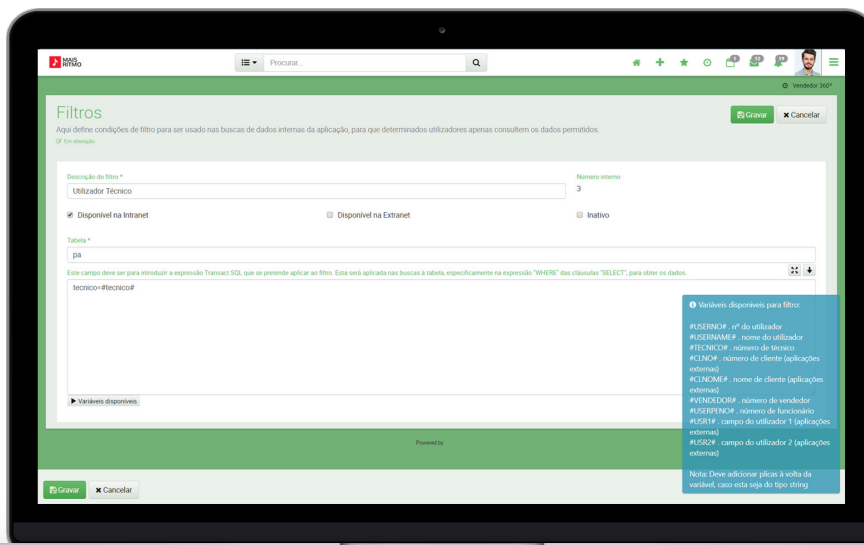 MAIS
RITMO
Procurar...
1 12 19
Vendedor 360º
Filtros
Aqui define condições de filtro para ser usado nas buscas de dados internas da aplicação, para que determinados utilizadores apenas consultem os dados permitidos.
Em alteração
Gravar
Cancelar
Descrição do filtro *
Número interno
Utilizador Técnico
3
Disponível na Intranet
Disponível na Extranet
Inativo
Tabela *
pa
Este campo deve ser para introduzir a expressão Transact SQL que se pretende aplicar ao filtro. Esta será aplicada nas buscas à tabela, especificamente na expressão "WHERE" das cláusulas "SELECT", para obter os dados.
tecnico=#tecnico#
Variáveis disponíveis
Variáveis disponíveis para filtro:
#USERNO# . nº do utilizador
#USERNAME# . nome do utilizador
#TECNICO# . número de técnico
#CLNO# . número de cliente (aplicações
externas)
#CLNOME# . nome de cliente (aplicações
externas)
#VENDEDOR# . número de vendedor
#USERPENO# . número de funcionário
#USR1# . campo do utilizador 1 (aplicações
externas)
#USR2# . campo do utilizador 2 (aplicações
externas)
Nota: Deve adicionar plicas à volta da
variável, caso esta seja do tipo string
Powered by
Gravar
Cancelar